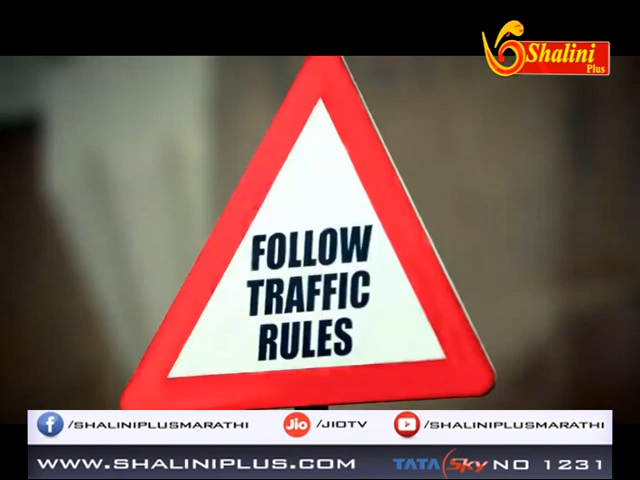 Shalini
Plus
FOLLOW
TRAFFIC
RULES
/SHALINIPLUSMARATHI
Jio /JIOTV
/SHALINIPLUSMARATHI
WWW.SHALINIPLUS.COM
TATA Sky NO 1231